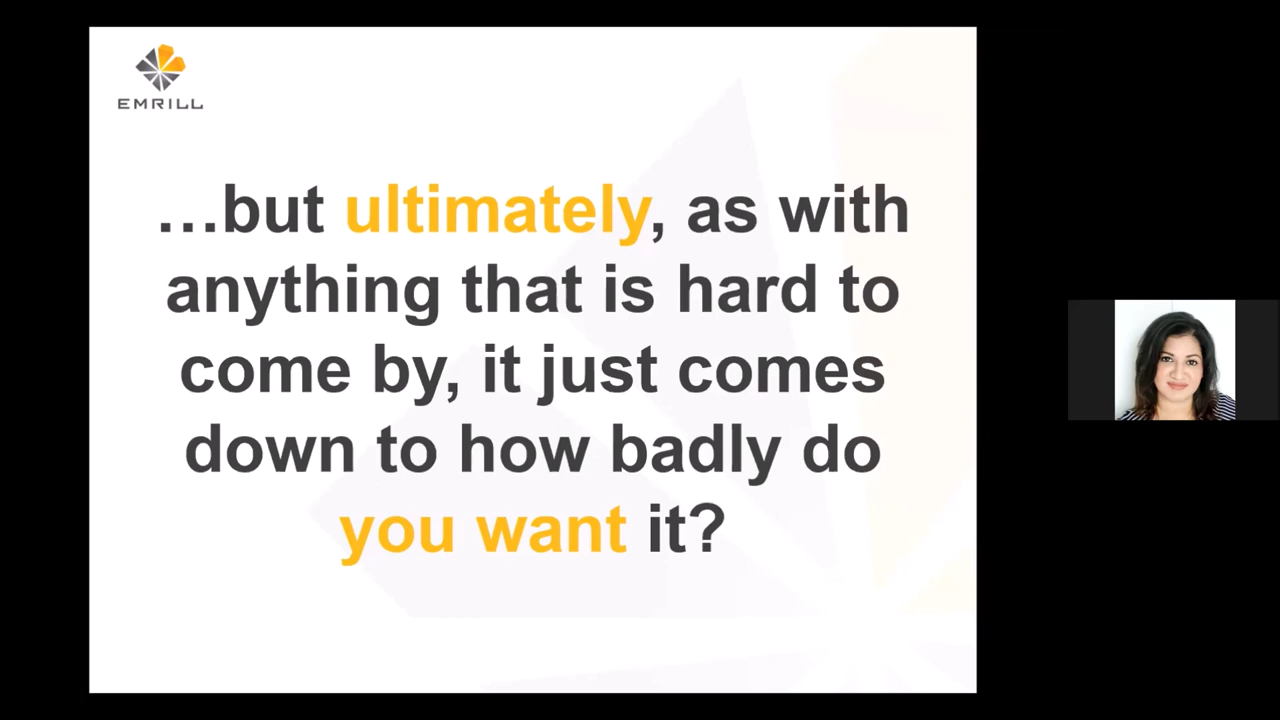 EMRILL
...but ultimately, as with
anything that is hard to
come by, it just comes
down to how badly do
you want it?